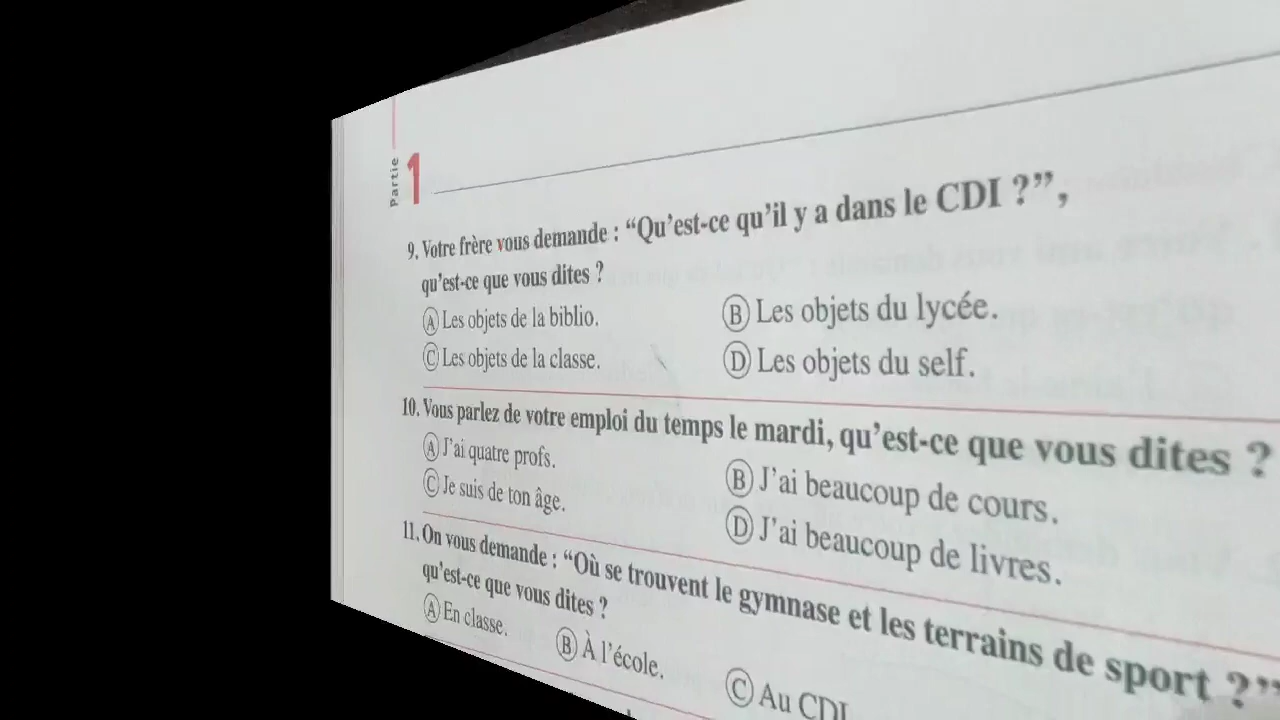 Partie 1
9. Votre frère vous demande : “Qu’est-ce qu’il y a dans le CDI ?”,
qu’est-ce que vous dites ?
Ⓐ Les objets de la biblio. Ⓑ Les objets du lycée.
Ⓒ Les objets de la classe. Ⓓ Les objets du self.
10. Vous parlez de votre emploi du temps le mardi, qu’est-ce que vous dites ?
Ⓐ J’ai quatre profs. Ⓑ J’ai beaucoup de cours.
Ⓒ Je suis de ton âge. Ⓓ J’ai beaucoup de livres.
11. On vous demande : “Où se trouvent le gymnase et les terrains de sport ?”
qu’est-ce que vous dites ?
Ⓐ En classe. Ⓑ À l’école. Ⓒ Au CDI